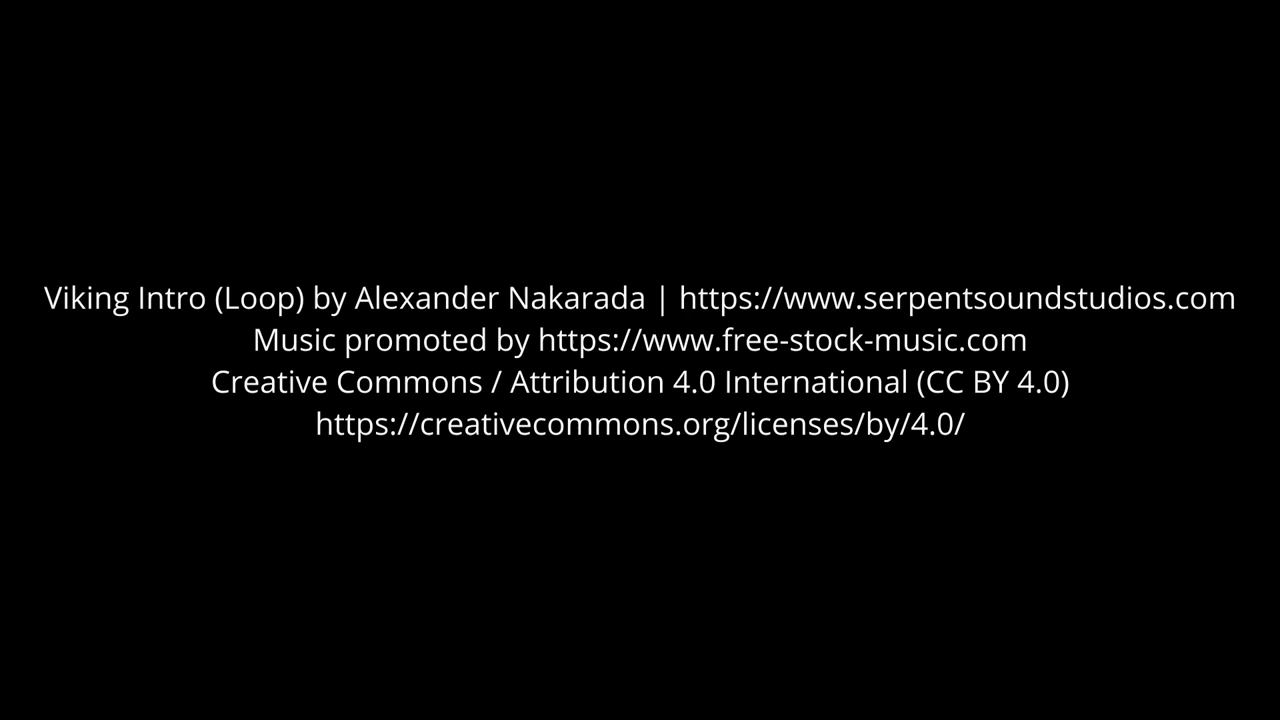 Viking Intro (Loop) by Alexander Nakarada | https://www.serpentsoundstudios.com
Music promoted by https://www.free-stock-music.com
Creative Commons / Attribution 4.0 International (CC BY 4.0)
https://creativecommons.org/licenses/by/4.0/